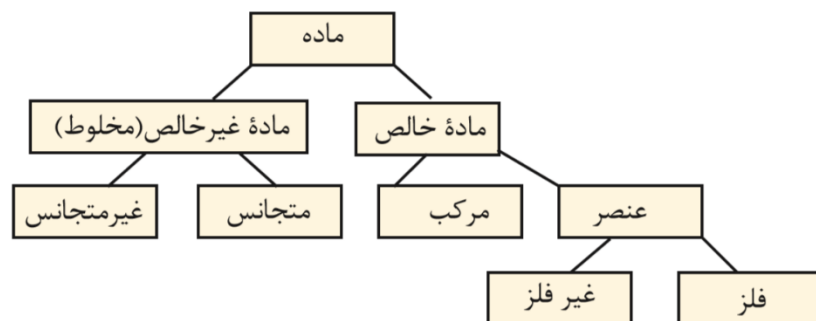 ماده
مادهٔ خالص
مادهٔ غیرخالص(مخلوط)
عنصر
مرکب
متجانس
غیرمتجانس
فلز
غیر فلز